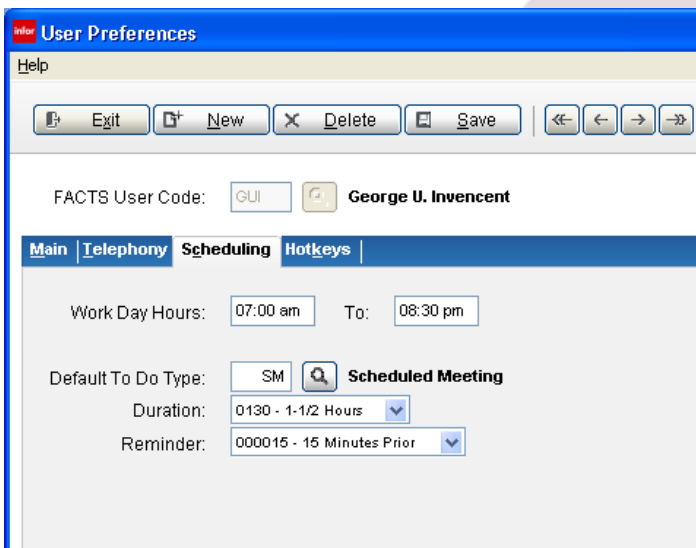 infor User Preferences
Help
Exit New Delete Save
FACTS User Code: GUI George U. Invencent
Main Telephony Scheduling Hotkeys
Work Day Hours: 07:00 am To: 08:30 pm
Default To Do Type: SM Scheduled Meeting
Duration: 0130 - 1-1/2 Hours
Reminder: 000015 - 15 Minutes Prior